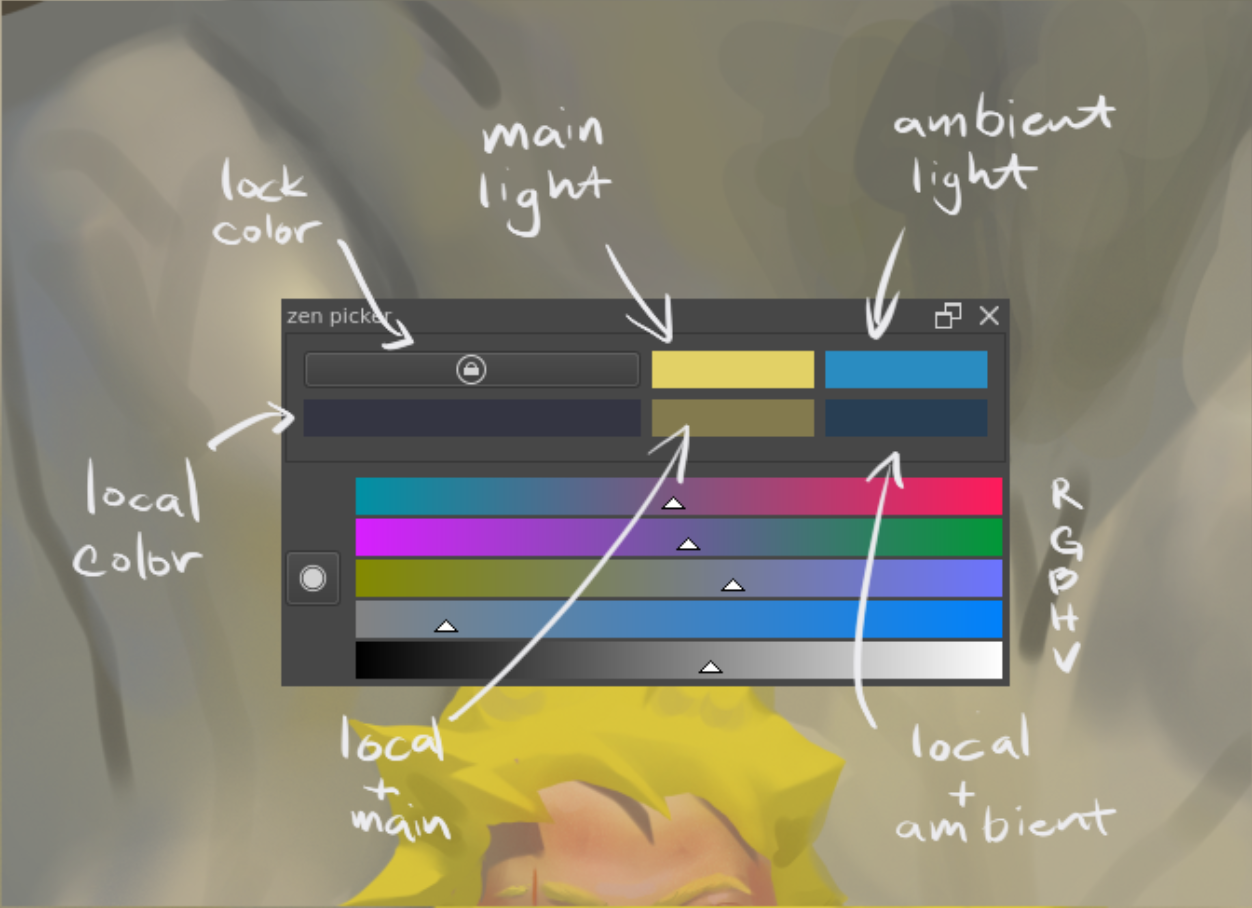 main
light
ambient
light
lock
color
zen picker
local
color
R
G
B
H
V
local
+
main
local
+
ambient